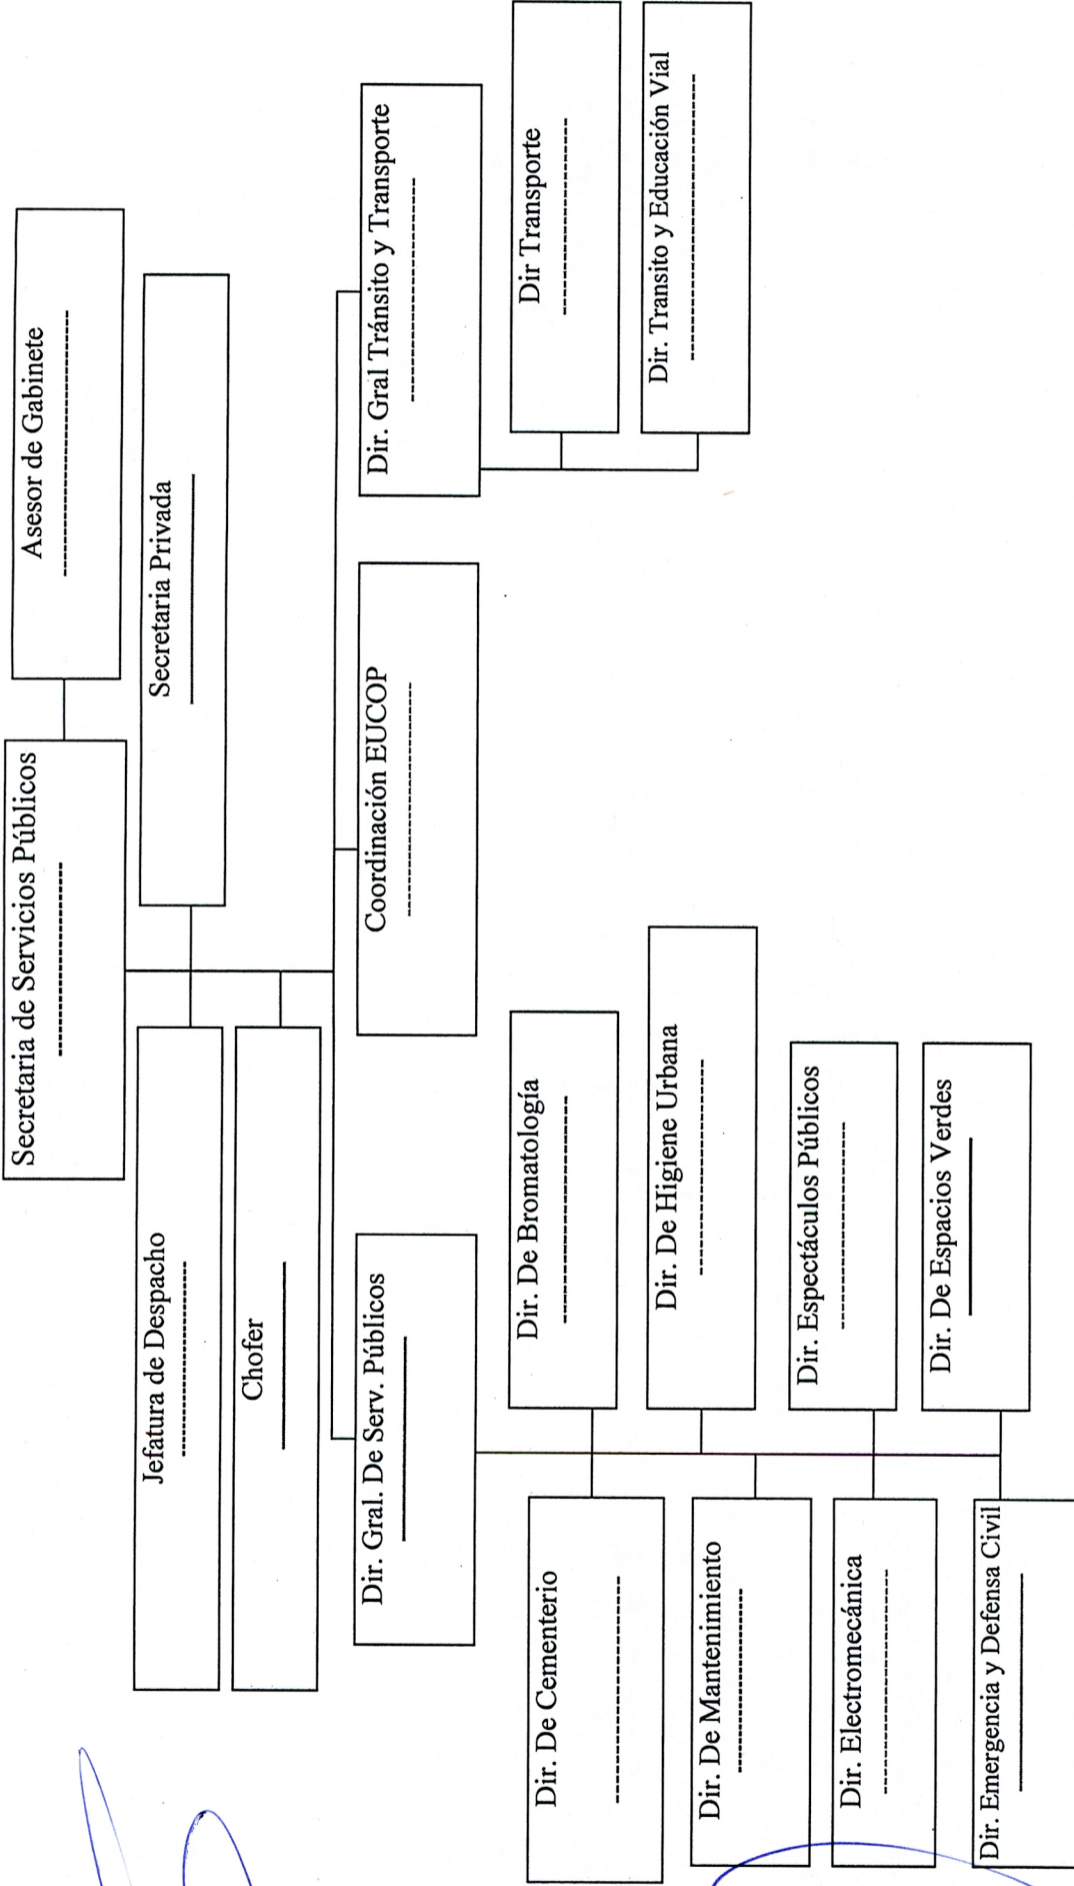 Secretaria de Servicios Públicos
Asesor de Gabinete
Jefatura de Despacho
Secretaria Privada
Chofer
Dir. Gral. De Serv. Públicos
Coordinación EUCOP
Dir. Gral Tránsito y Transporte
Dir. De Cementerio
Dir. De Bromatología
Dir. De Mantenimiento
Dir. De Higiene Urbana
Dir. Electromecánica
Dir. Espectáculos Públicos
Dir. Emergencia y Defensa Civil
Dir. De Espacios Verdes
Dir Transporte
Dir. Transito y Educación Vial